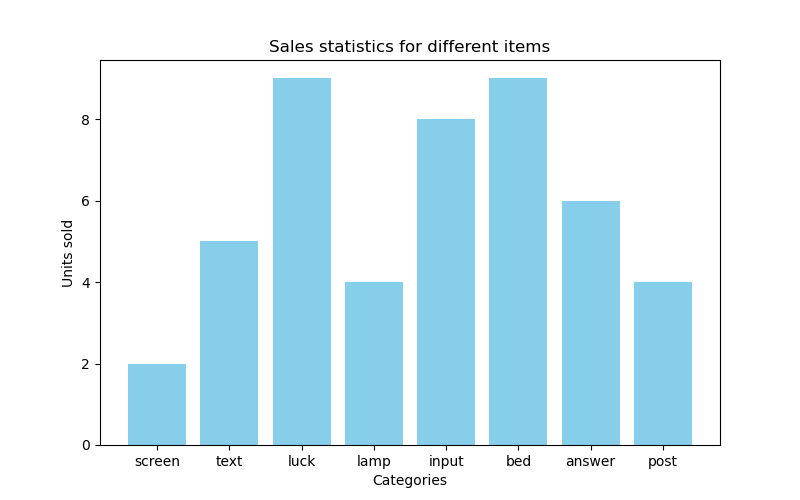 Sales statistics for different items
Units sold
8
6
4
2
0
screen text luck lamp input bed answer post
Categories